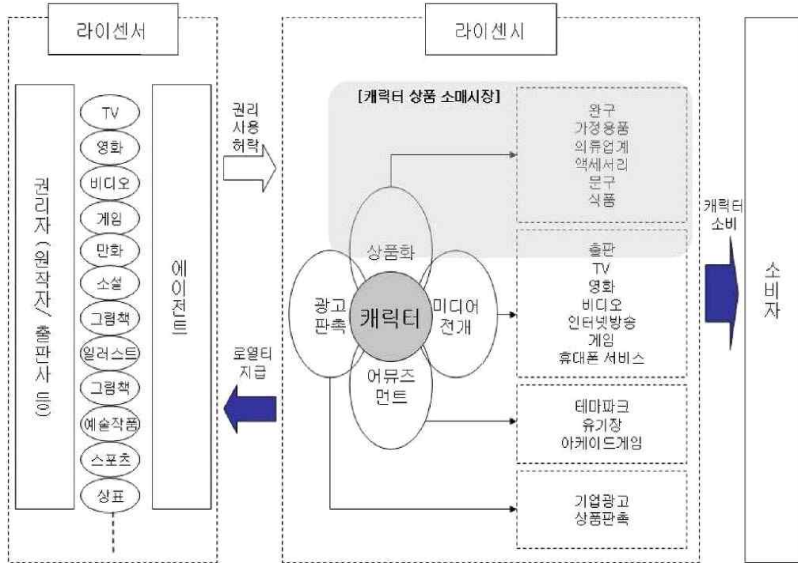 라이센서
권리자 (원작자/ 출판사 등)
TV
영화
비디오
게임
만화
소설
그림책
일러스트
그림책
예술작품
스포츠
상표
에이전트
권리
사용
허락
로열티
지급
라이센시
[캐릭터 상품 소매시장]
상품화
광고
판촉
캐릭터
미디어
전개
어뮤즈
먼트
완구
가정용품
의류업계
액세서리
문구
식품
출판
TV
영화
비디오
인터넷방송
게임
휴대폰 서비스
테마파크
유기장
아케이드게임
기업광고
상품판촉
캐릭터
소비
소비자